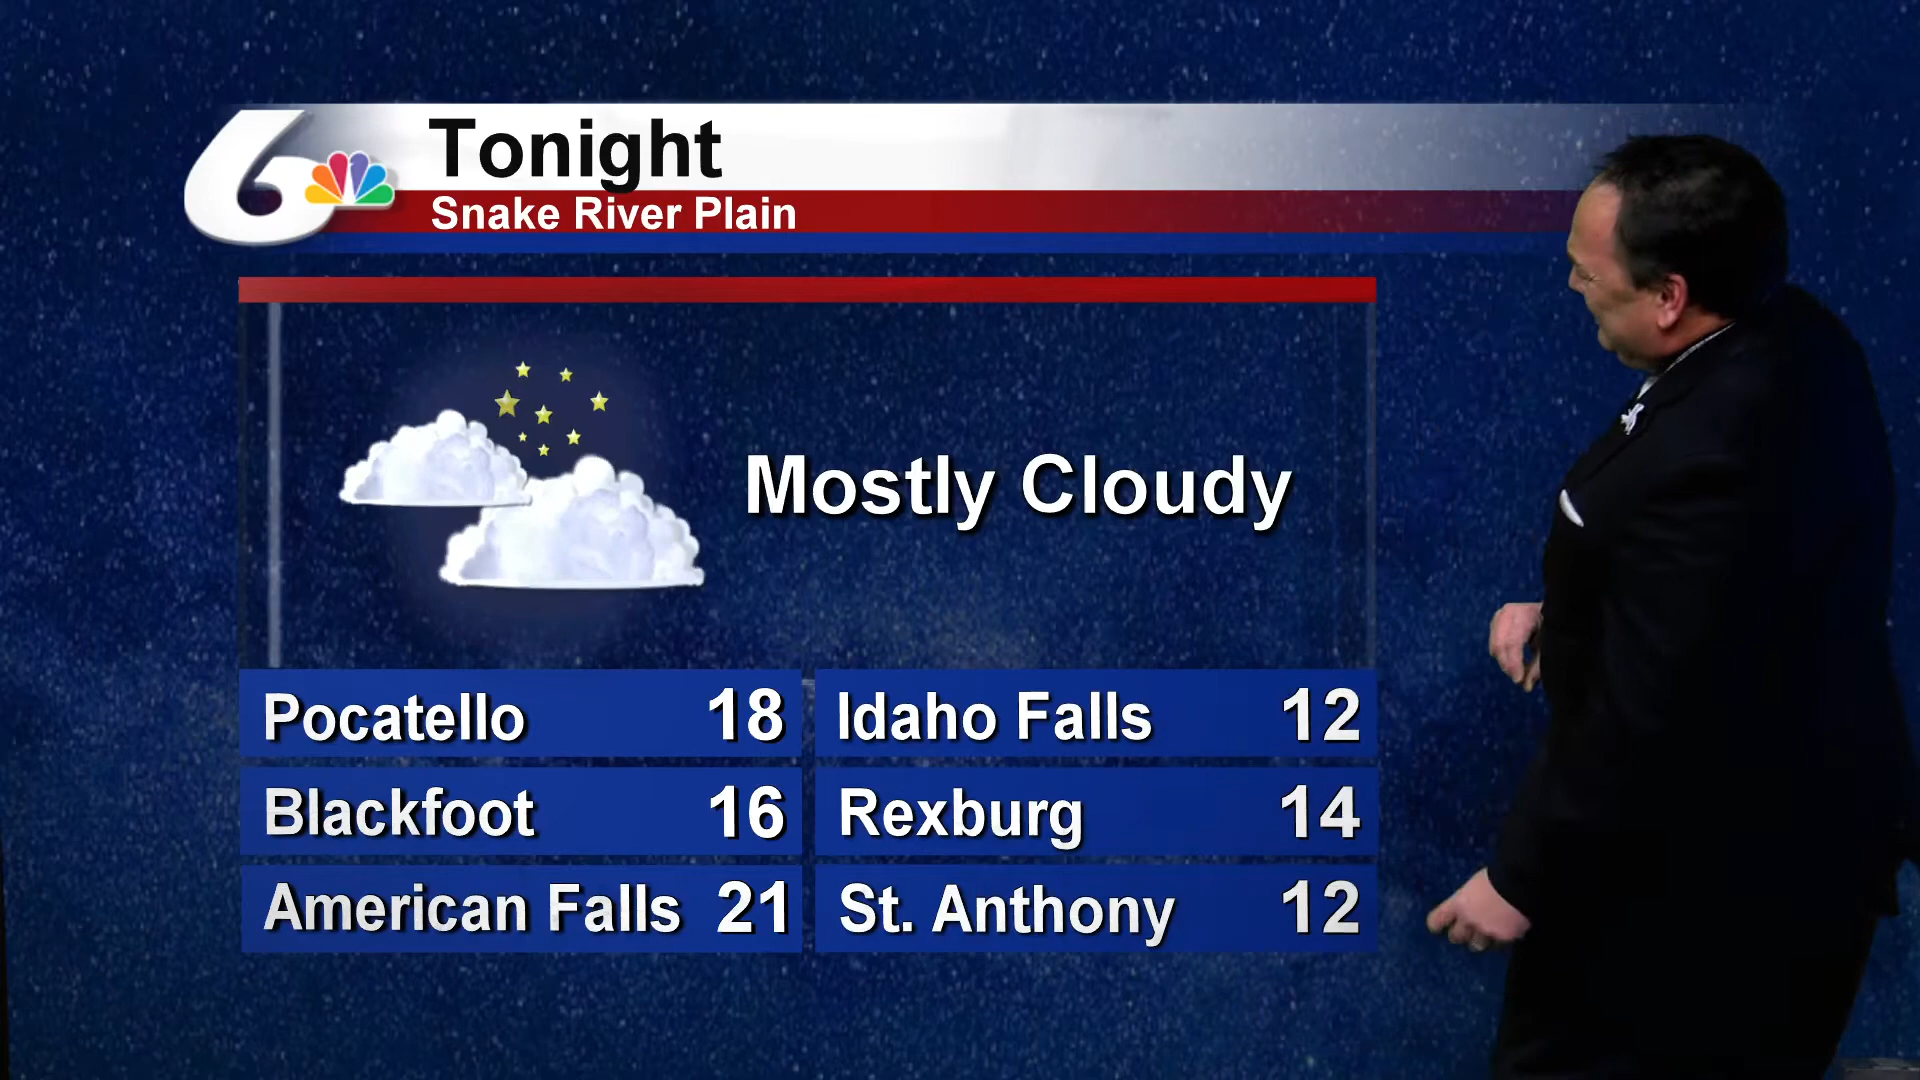 6
Tonight
Snake River Plain
Mostly Cloudy
Pocatello 18
Idaho Falls 12
Blackfoot 16
Rexburg 14
American Falls 21
St. Anthony 12